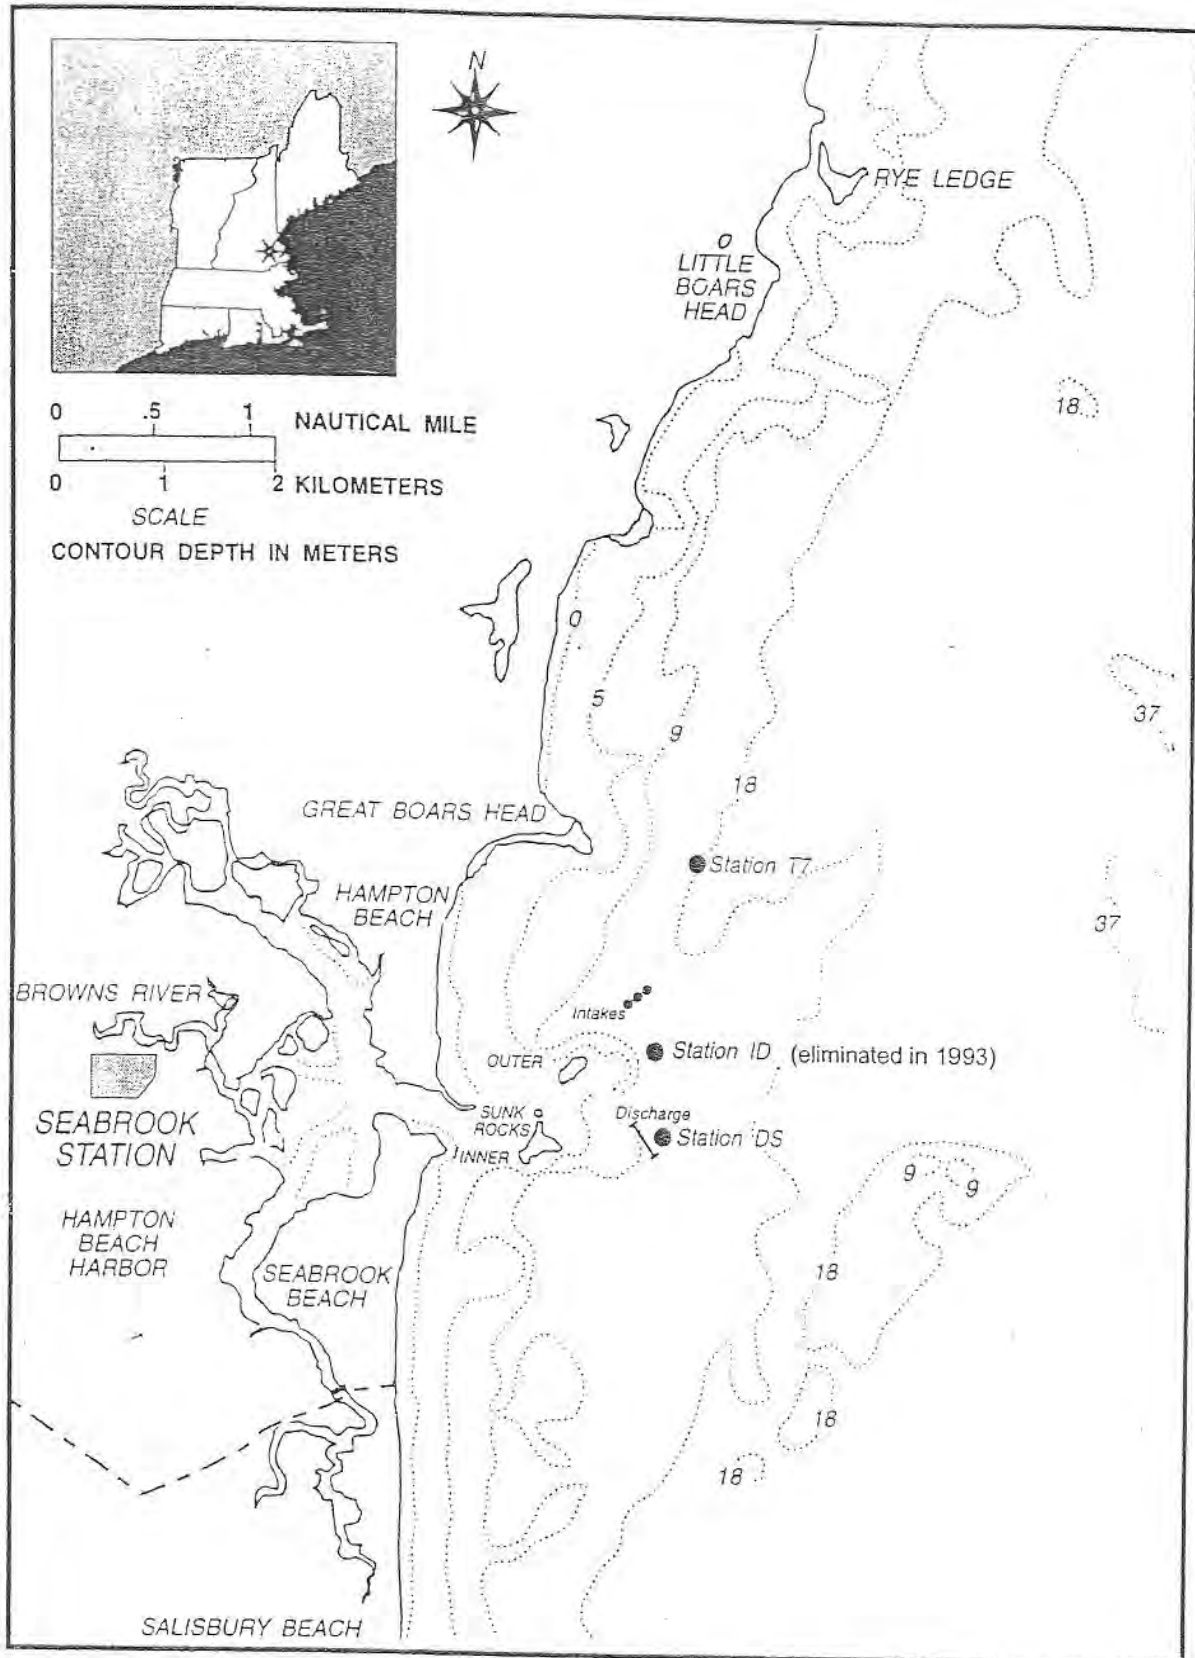 N
RYE LEDGE
0
LITTLE
BOARS
HEAD
0 .5 1 NAUTICAL MILE
0 1 2 KILOMETERS
SCALE
CONTOUR DEPTH IN METERS
18
0
5
9
37
18
GREAT BOARS HEAD
Station T7
HAMPTON
BEACH
37
BROWNS RIVER
Intakes
OUTER
Station ID (eliminated in 1993)
SEABROOK
STATION
SUNK
ROCKS
Discharge
Station DS
INNER
9
9
HAMPTON
BEACH
HARBOR
SEABROOK
BEACH
18
18
18
SALISBURY BEACH